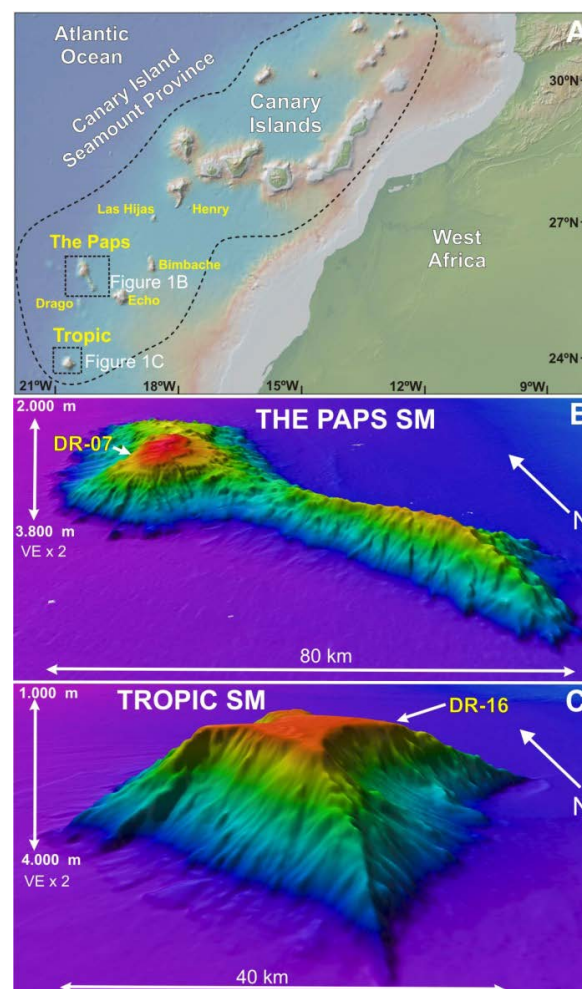 A
Atlantic
Ocean
Canary Island
Seamount Province
Canary
Islands
30ºN
Las Hijas
Henry
27ºN
The Paps
Figure 1B
Bimbache
West
Africa
Drago
Echo
Tropic
Figure 1C
24ºN
21ºW
18ºW
15ºW
12ºW
9ºW
2.000 m
THE PAPS SM
B
DR-07
3.800 m
VE x 2
N
80 km
1.000 m
TROPIC SM
C
DR-16
N
4.000 m
VE x 2
40 km